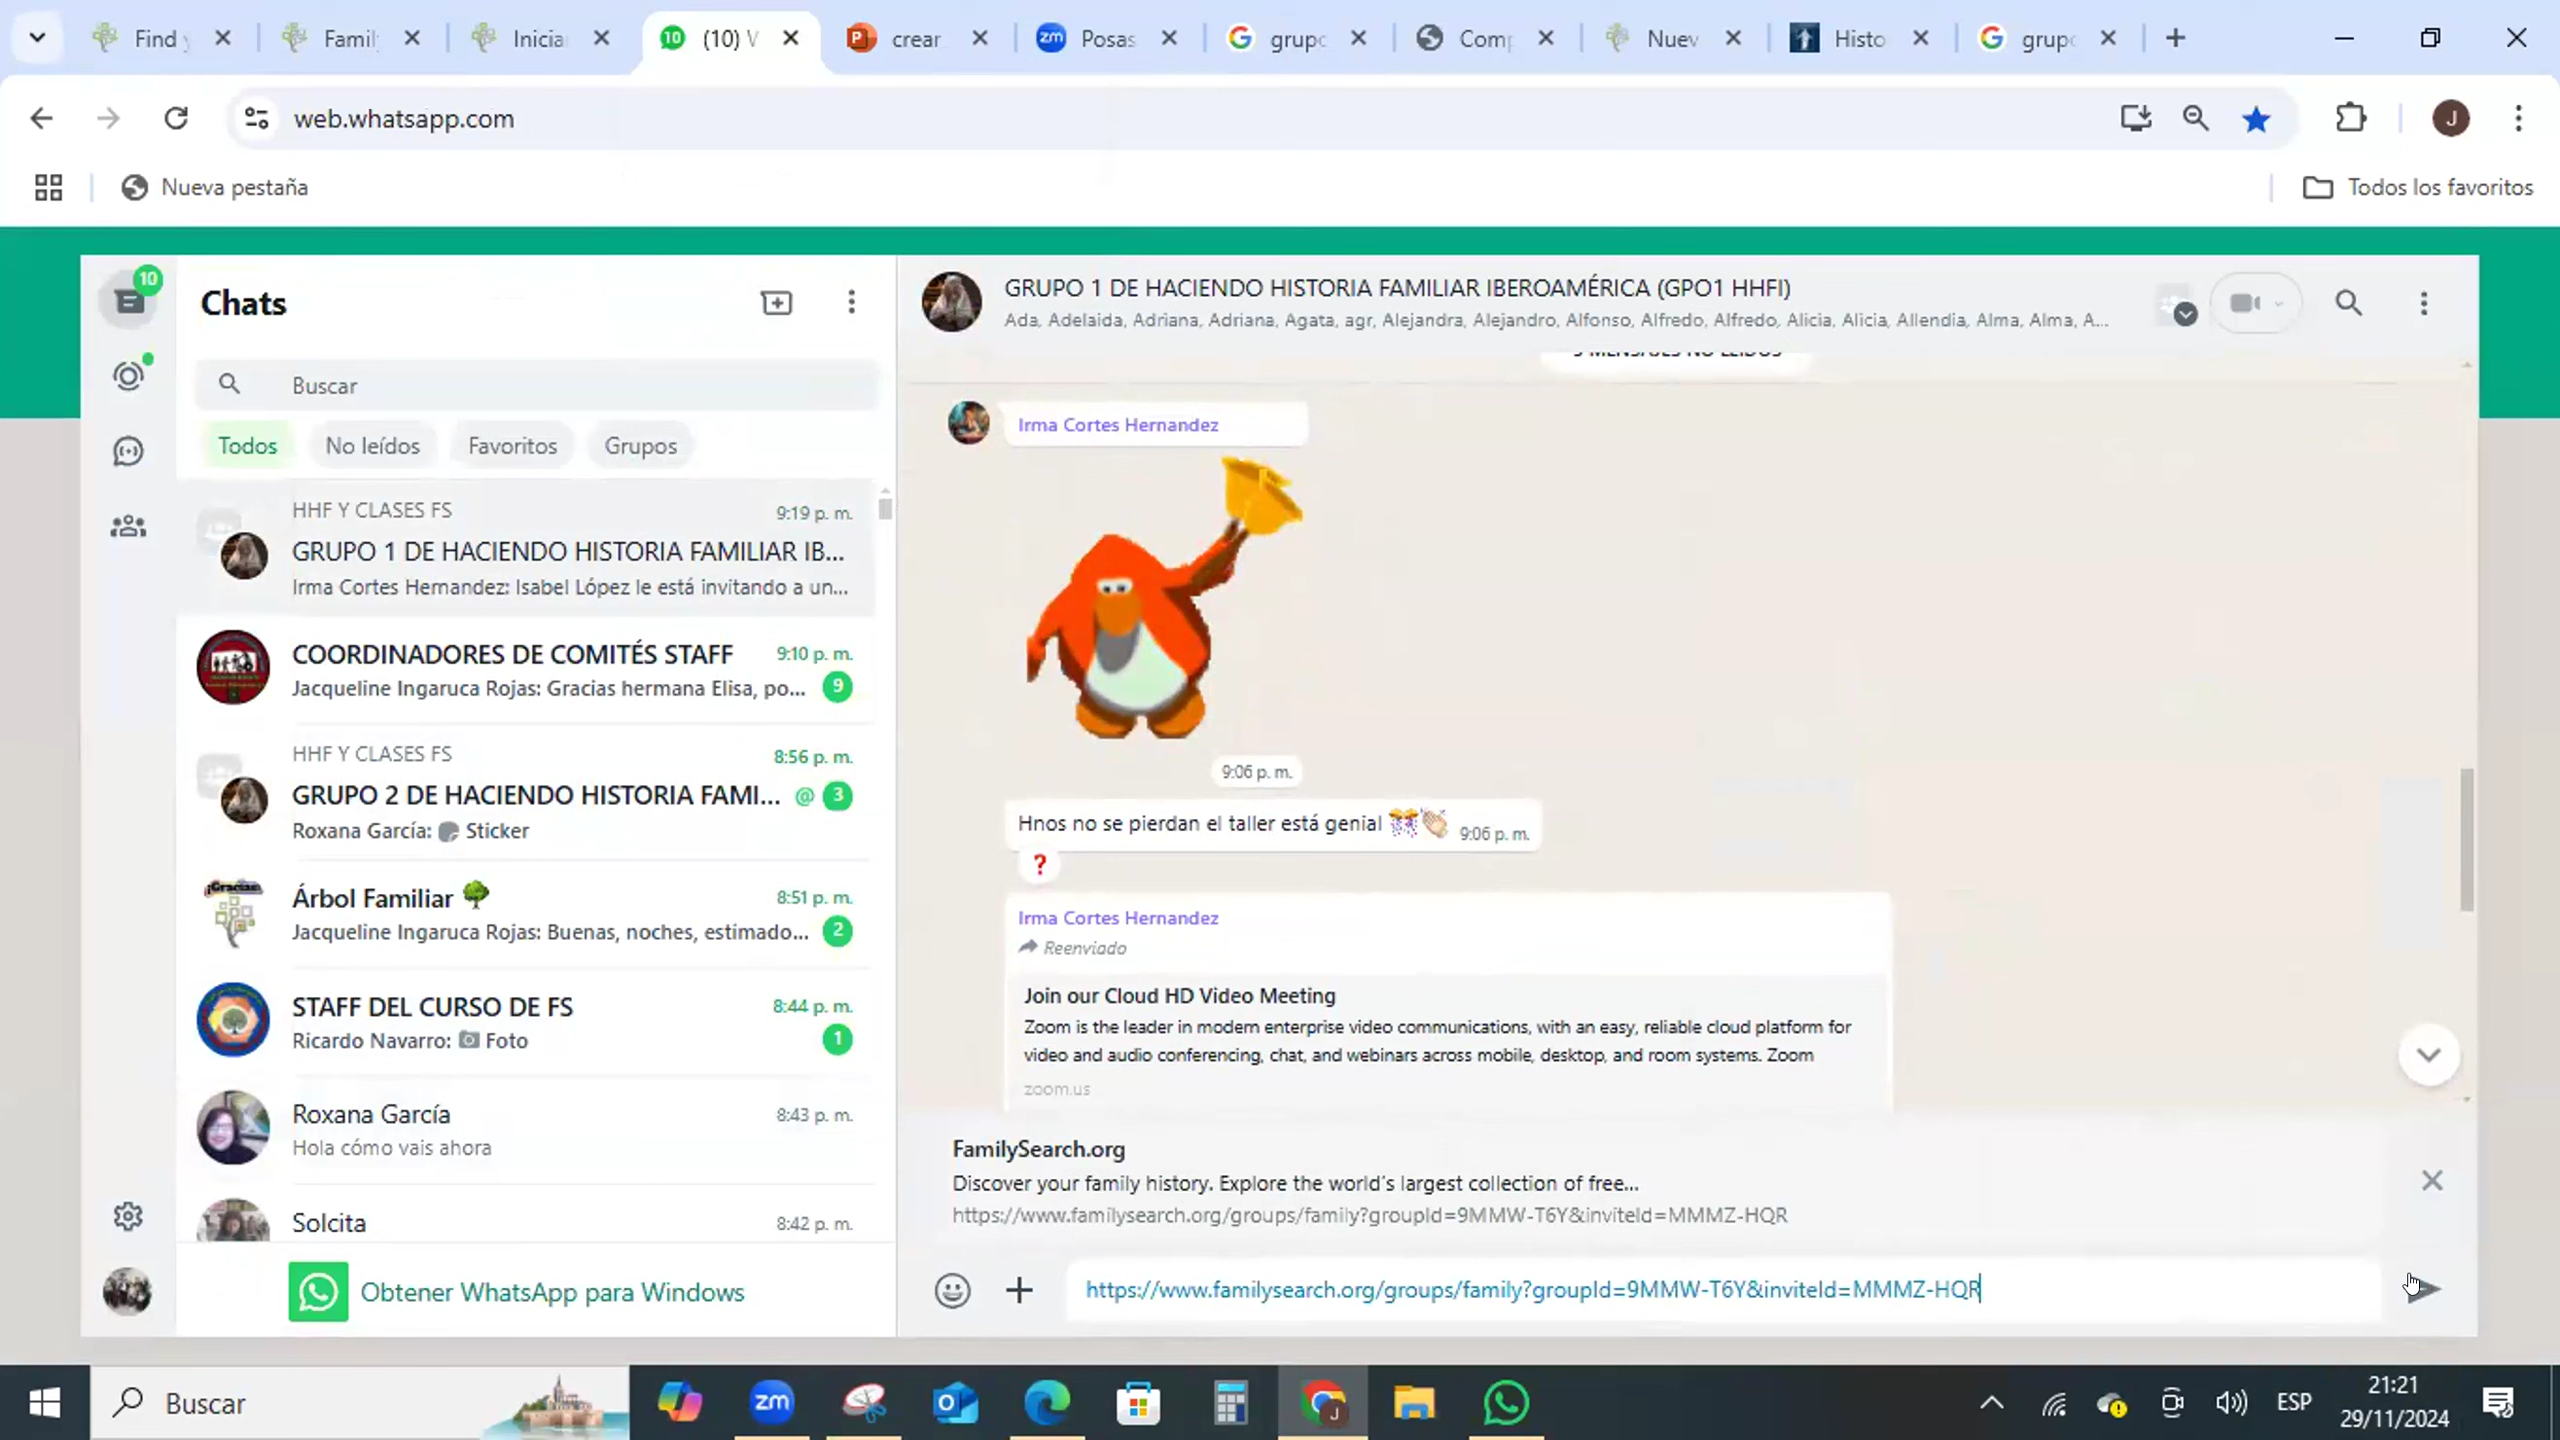 Find y
Famil
Inicia
10
(10) V
crear
zm
Posas
grupo
Comp
Nuev
Histo
grupo
web.whatsapp.com
J
Nueva pestaña
Todos los favoritos
10
Chats
Buscar
Todos
No leídos
Favoritos
Grupos
HHF Y CLASES FS
9:19 p. m.
GRUPO 1 DE HACIENDO HISTORIA FAMILIAR IB...
Irma Cortes Hernandez: Isabel López le está invitando a un...
COORDINADORES DE COMITÉS STAFF
9:10 p. m.
Jacqueline Ingaruca Rojas: Gracias hermana Elisa, po...
9
HHF Y CLASES FS
8:56 p. m.
GRUPO 2 DE HACIENDO HISTORIA FAMI...
@ 3
Roxana García: Sticker
¡Gracias!
Árbol Familiar
8:51 p. m.
Jacqueline Ingaruca Rojas: Buenas, noches, estimado...
2
STAFF DEL CURSO DE FS
8:44 p. m.
Ricardo Navarro: Foto
1
Roxana García
8:43 p. m.
Hola cómo vais ahora
Solcita
8:42 p. m.
Obtener WhatsApp para Windows
GRUPO 1 DE HACIENDO HISTORIA FAMILIAR IBEROAMÉRICA (GPO1 HHFI)
Ada, Adelaida, Adriana, Adriana, Agata, agr, Alejandra, Alejandro, Alfonso, Alfredo, Alfredo, Alicia, Alicia, Allendia, Alma, Alma, A...
MENSAJES NO LEÍDOS
Irma Cortes Hernandez
9:06 p. m.
Hnos no se pierdan el taller está genial
9:06 p. m.
?
Irma Cortes Hernandez
Reenviado
Join our Cloud HD Video Meeting
Zoom is the leader in modern enterprise video communications, with an easy, reliable cloud platform for
video and audio conferencing, chat, and webinars across mobile, desktop, and room systems. Zoom
zoom.us
FamilySearch.org
Discover your family history. Explore the world's largest collection of free...
https://www.familysearch.org/groups/family?groupId=9MMW-T6Y&inviteId=MMMZ-HQR
https://www.familysearch.org/groups/family?groupId=9MMW-T6Y&inviteId=MMMZ-HQR
Buscar
zm
J
ESP
21:21
29/11/2024